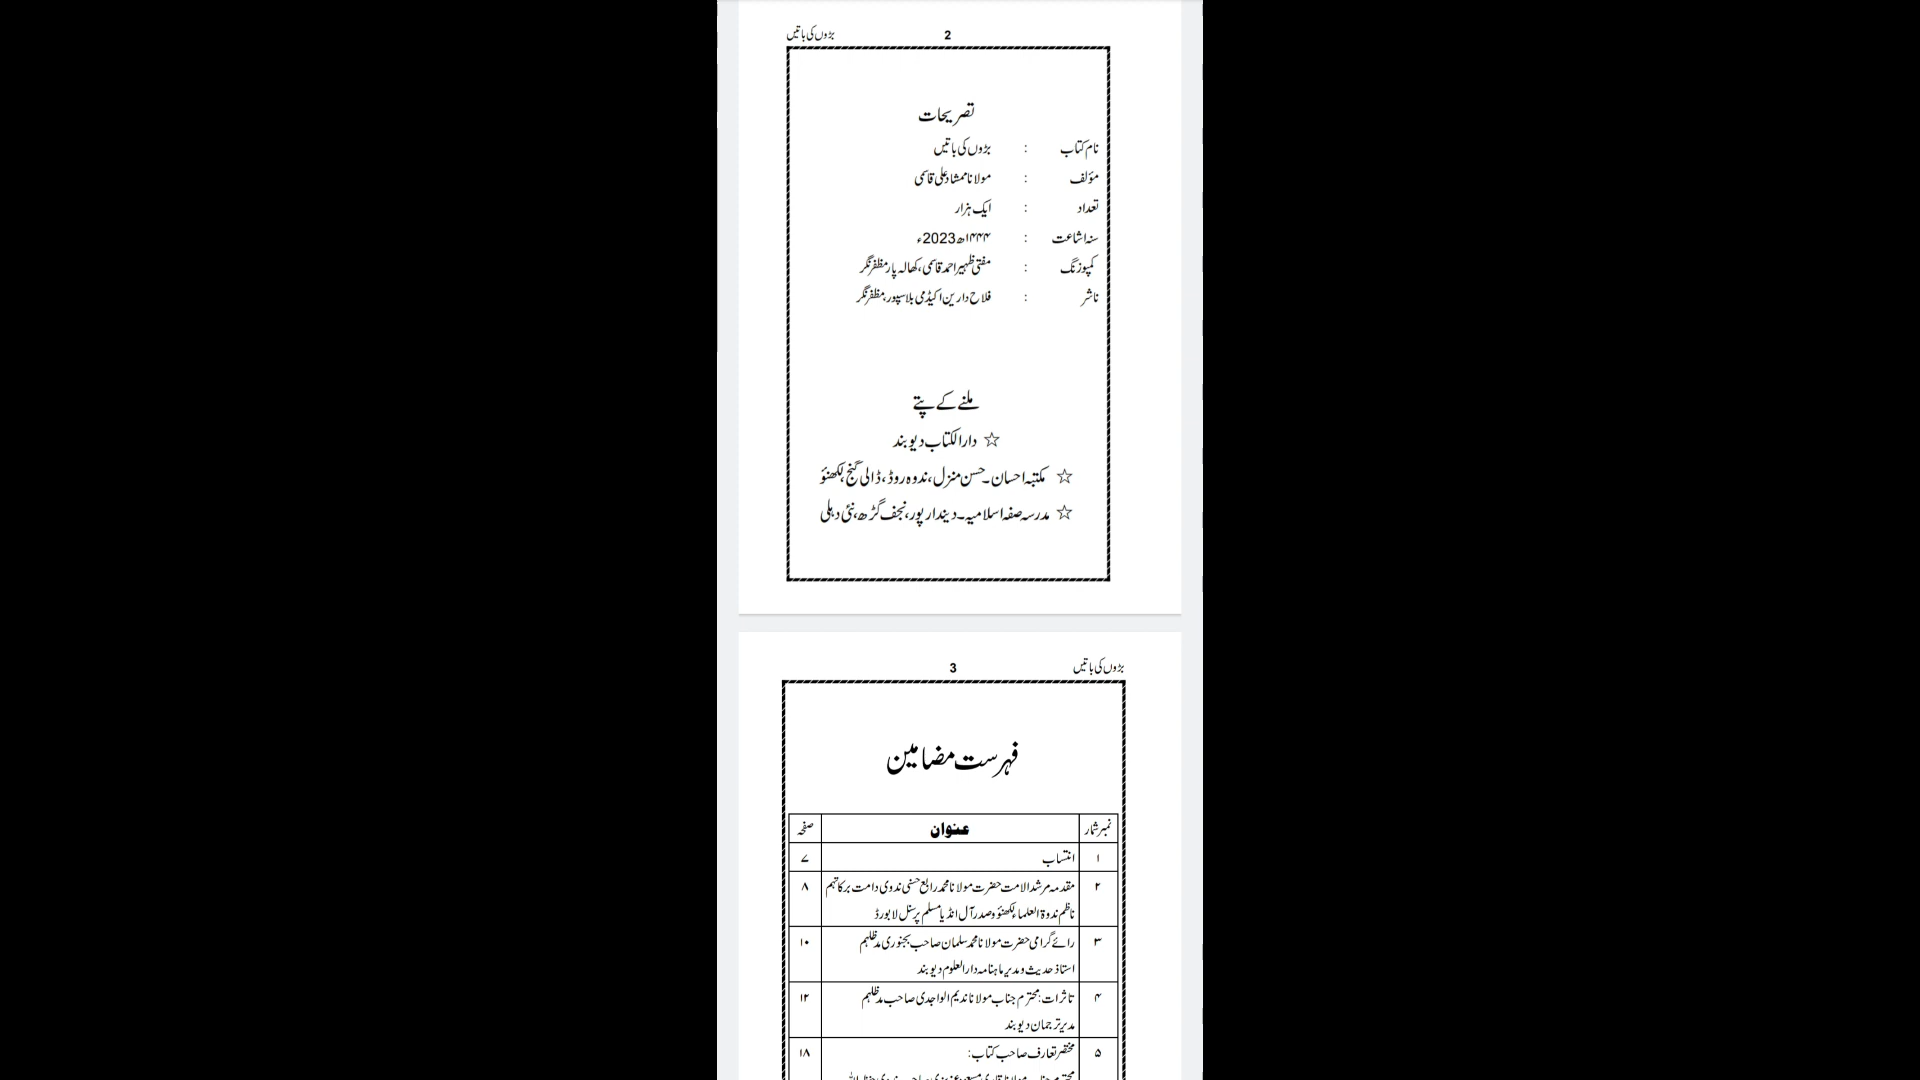 بڑوں کی باتیں 2
تصریحات
نام کتاب : بڑوں کی باتیں
مؤلف : مولانا ممشاد علی قاسمی
تعداد : ایک ہزار
سنہ اشاعت : ۱۴۴۴ھ 2023ء
کمپوزنگ : مفتی ظہیر احمد قاسمی، کھالہ پار مظفرنگر
ناشر : فلاح دارین اکیڈمی بلاسپور، مظفرنگر
ملنے کے پتے
☆ دارالکتاب دیوبند
☆ مکتبہ احسان۔ حسن منزل، ندوہ روڈ، ڈالی گنج، لکھنؤ
☆ مدرسہ صفہ اسلامیہ۔ دیندار پور، نجف گڑھ، نئی دہلی
بڑوں کی باتیں 3
فہرست مضامین
نمبر شمار عنوان صفحہ
۱ انتساب ۷
۲ مقدمہ مرشد الامت حضرت مولانا محمد رابع حسنی ندوی دامت برکاتہم ۸
ناظم ندوۃ العلماء لکھنؤ وصدر آل انڈیا مسلم پرسنل لا بورڈ
۳ رائے گرامی حضرت مولانا محمد سلمان صاحب بجنوری مدظلہم ۱۰
استاذ حدیث و مدیر ماہنامہ دارالعلوم دیوبند
۴ تاثرات: محترم جناب مولانا ندیم الواجدی صاحب مدظلہم ۱۲
مدیر ترجمان دیوبند
۵ مختصر تعارف صاحب کتاب: ۱۸